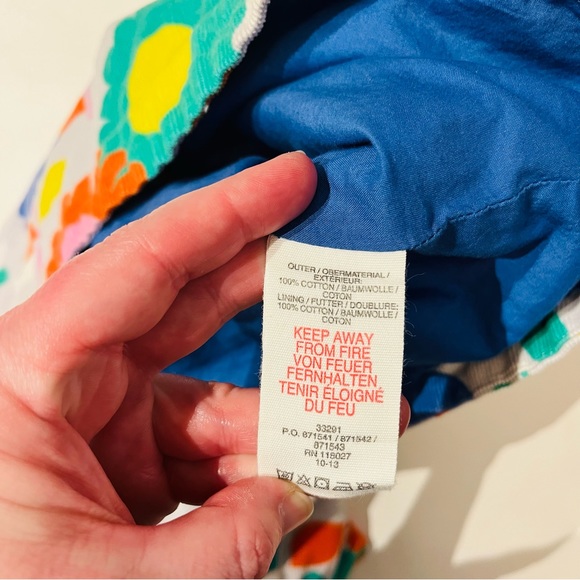 OUTER / OBERMATERIAL /
EXTÉRIEUR:
100% COTTON / BAUMWOLLE /
COTON
LINING / FUTTER / DOUBLURE:
100% COTTON / BAUMWOLLE /
COTON
KEEP AWAY
FROM FIRE
VON FEUER
FERNHALTEN
TENIR ÉLOIGNÉ
DU FEU
33291
P.O. 871541 / 871542 /
871543
RN 118027
10-13